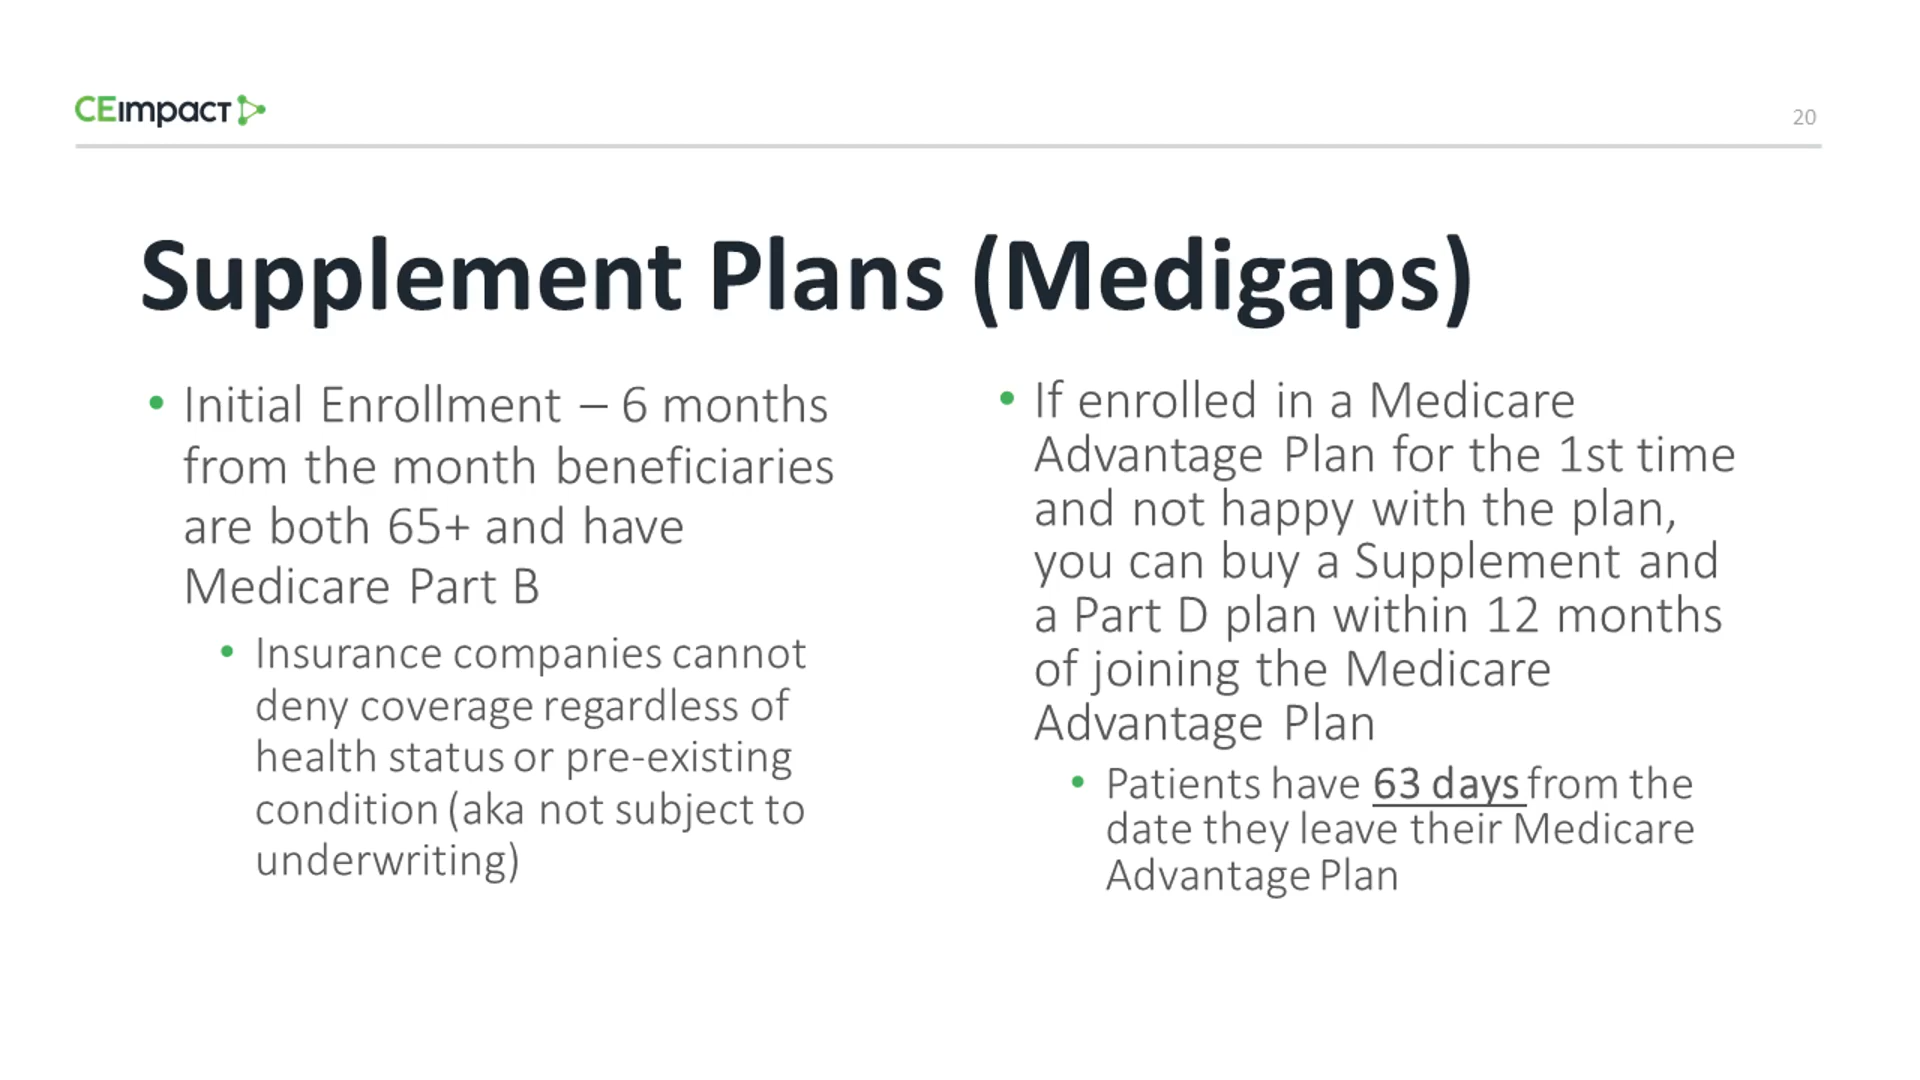 CEimpact
20
Supplement Plans (Medigaps)
• Initial Enrollment – 6 months
from the month beneficiaries
are both 65+ and have
Medicare Part B
• Insurance companies cannot
deny coverage regardless of
health status or pre-existing
condition (aka not subject to
underwriting)
• If enrolled in a Medicare
Advantage Plan for the 1st time
and not happy with the plan,
you can buy a Supplement and
a Part D plan within 12 months
of joining the Medicare
Advantage Plan
• Patients have 63 days from the
date they leave their Medicare
Advantage Plan